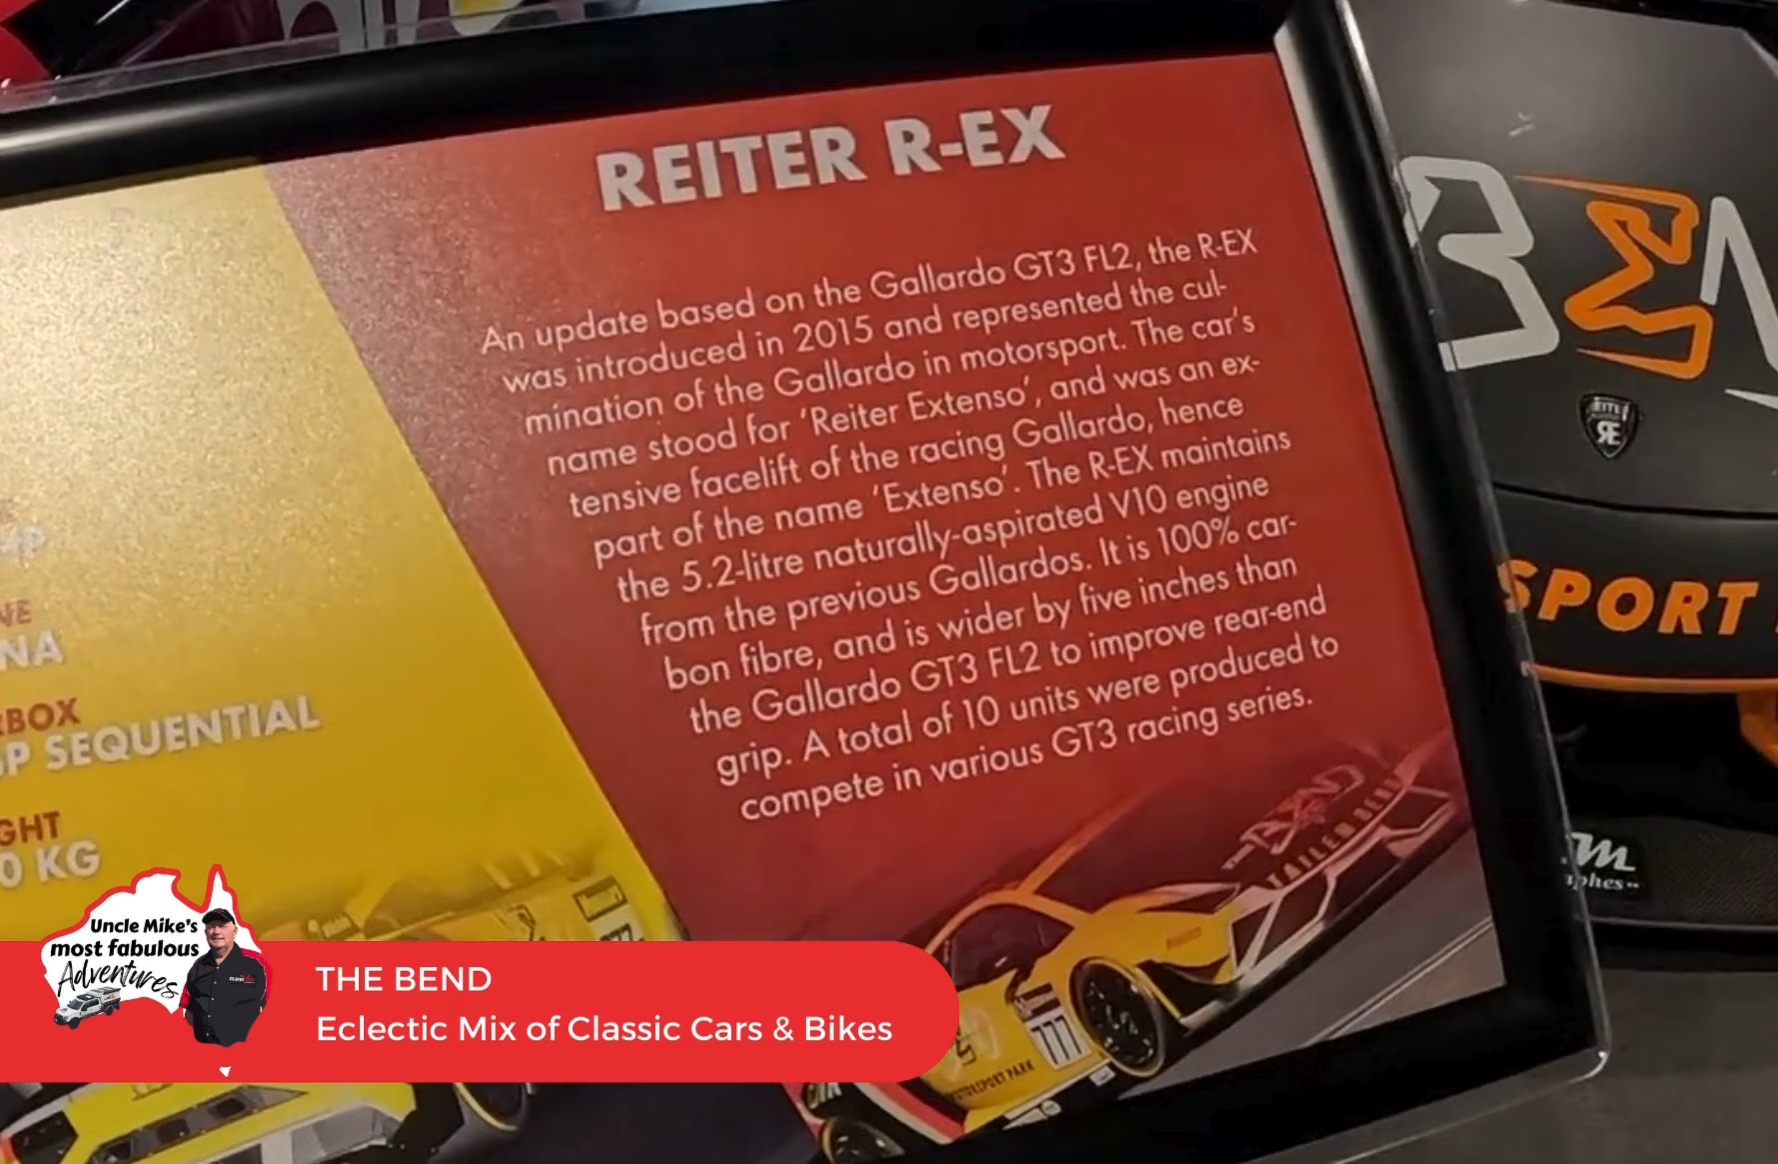 REITER R-EX
An update based on the Gallardo GT3 FL2, the R-EX
was introduced in 2015 and represented the cul-
mination of the Gallardo in motorsport. The car's
name stood for 'Reiter Extenso', and was an ex-
tensive facelift of the racing Gallardo, hence
part of the name 'Extenso'. The R-EX maintains
the 5.2-litre naturally-aspirated V10 engine
from the previous Gallardos. It is 100% car-
bon fibre, and is wider by five inches than
the Gallardo GT3 FL2 to improve rear-end
grip. A total of 10 units were produced to
compete in various GT3 racing series.
SEQUENTIAL
KG
SPORT
777
Uncle Mike's
most fabulous
Adventures
THE BEND
Eclectic Mix of Classic Cars & Bikes